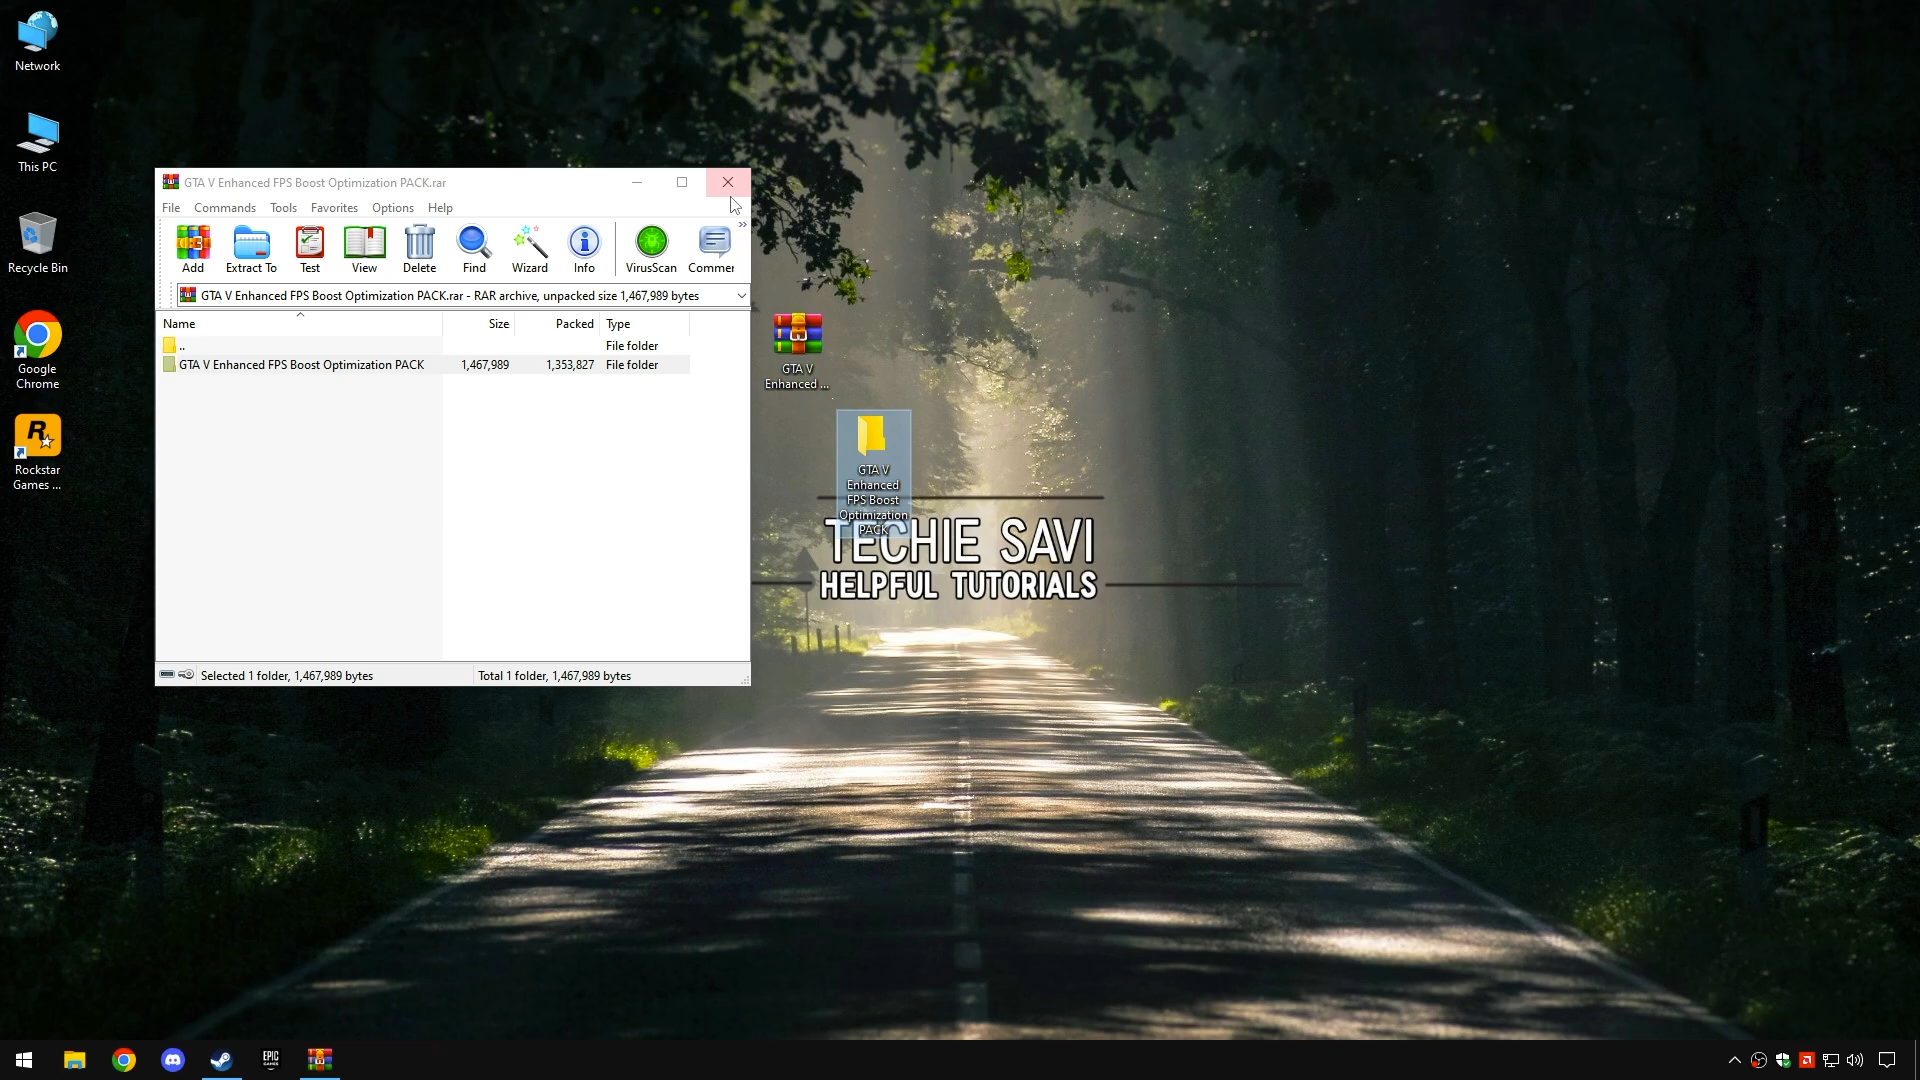 Network
This PC
Recycle Bin
Google
Chrome
Rockstar
Games ...
GTA V Enhanced FPS Boost Optimization PACK.rar
File Commands Tools Favorites Options Help
Add Extract To Test View Delete Find Wizard Info VirusScan Commer
GTA V Enhanced FPS Boost Optimization PACK.rar - RAR archive, unpacked size 1,467,989 bytes
Name Size Packed Type
.. File folder
GTA V Enhanced FPS Boost Optimization PACK 1,467,989 1,353,827 File folder
Selected 1 folder, 1,467,989 bytes Total 1 folder, 1,467,989 bytes
GTA V
Enhanced ...
GTA V
Enhanced
FPS Boost
Optimization
PACK
TECHIE SAVI
HELPFUL TUTORIALS
EPIC
GAMES